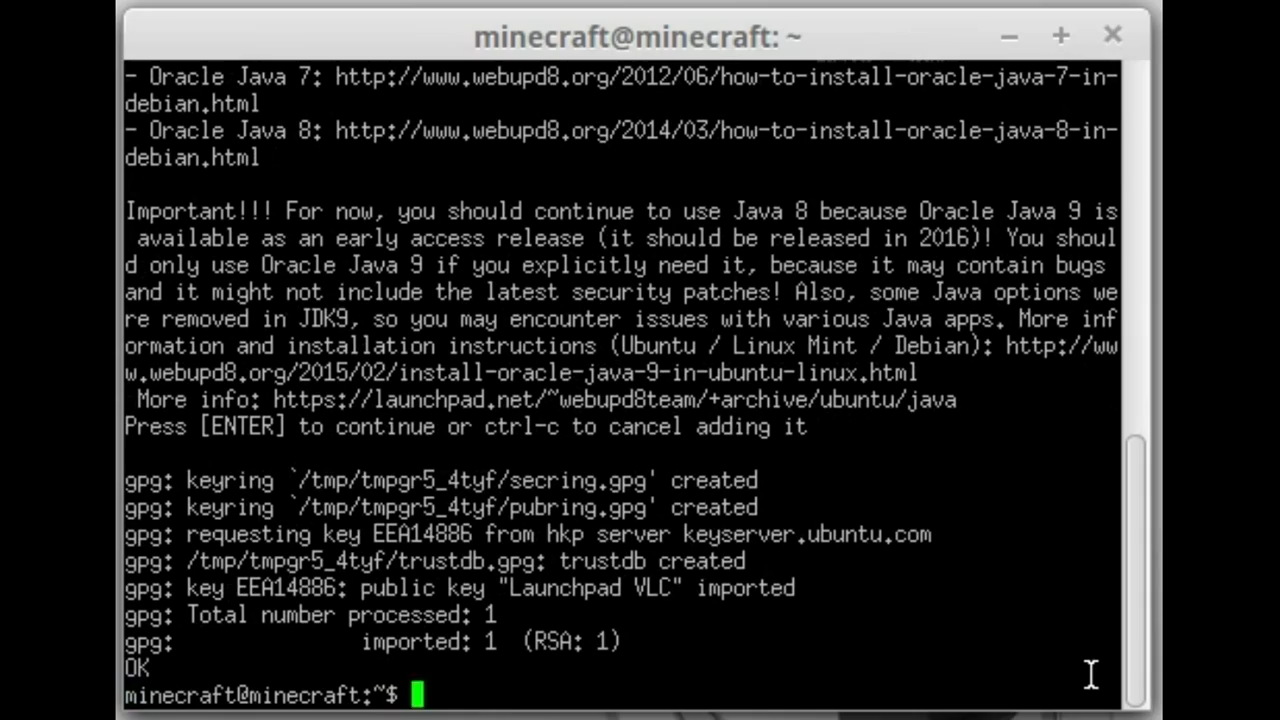 minecraft@minecraft: ~
- Oracle Java 7: http://www.webupd8.org/2012/06/how-to-install-oracle-java-7-in-
debian.html
- Oracle Java 8: http://www.webupd8.org/2014/03/how-to-install-oracle-java-8-in-
debian.html
Important!!! For now, you should continue to use Java 8 because Oracle Java 9 is
 available as an early access release (it should be released in 2016)! You shoul
d only use Oracle Java 9 if you explicitly need it, because it may contain bugs
and it might not include the latest security patches! Also, some Java options we
re removed in JDK9, so you may encounter issues with various Java apps. More inf
ormation and installation instructions (Ubuntu / Linux Mint / Debian): http://ww
w.webupd8.org/2015/02/install-oracle-java-9-in-ubuntu-linux.html
 More info: https://launchpad.net/~webupd8team/+archive/ubuntu/java
Press [ENTER] to continue or ctrl-c to cancel adding it
gpg: keyring `/tmp/tmpgr5_4tyf/secring.gpg' created
gpg: keyring `/tmp/tmpgr5_4tyf/pubring.gpg' created
gpg: requesting key EEA14886 from hkp server keyserver.ubuntu.com
gpg: /tmp/tmpgr5_4tyf/trustdb.gpg: trustdb created
gpg: key EEA14886: public key "Launchpad VLC" imported
gpg: Total number processed: 1
gpg:               imported: 1  (RSA: 1)
OK
minecraft@minecraft:~$